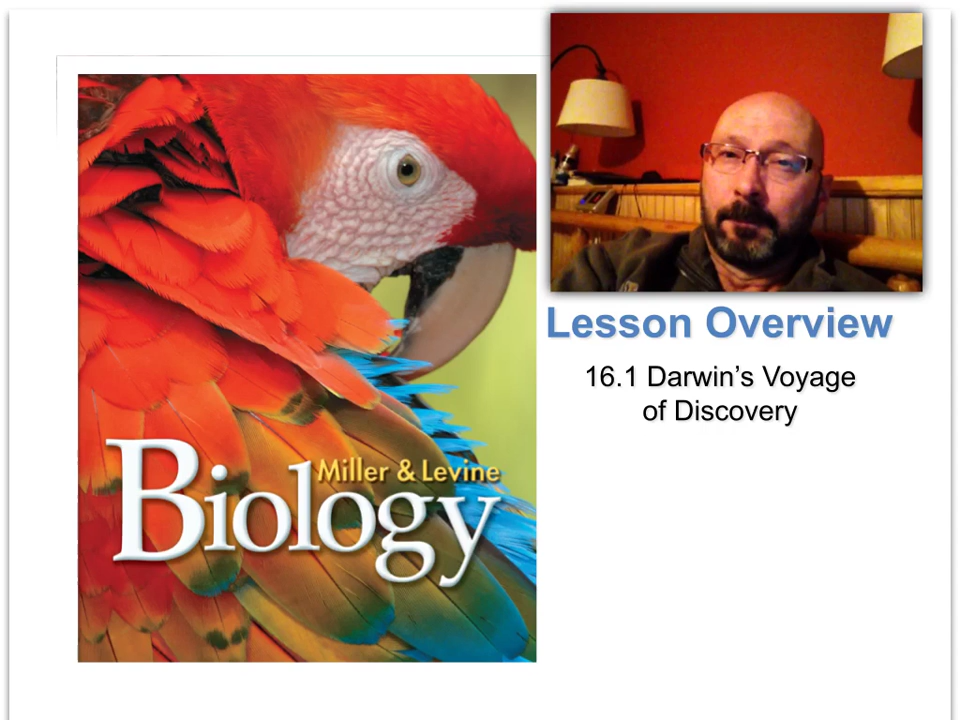 Lesson Overview
16.1 Darwin’s Voyage
of Discovery
Miller & Levine
Biology